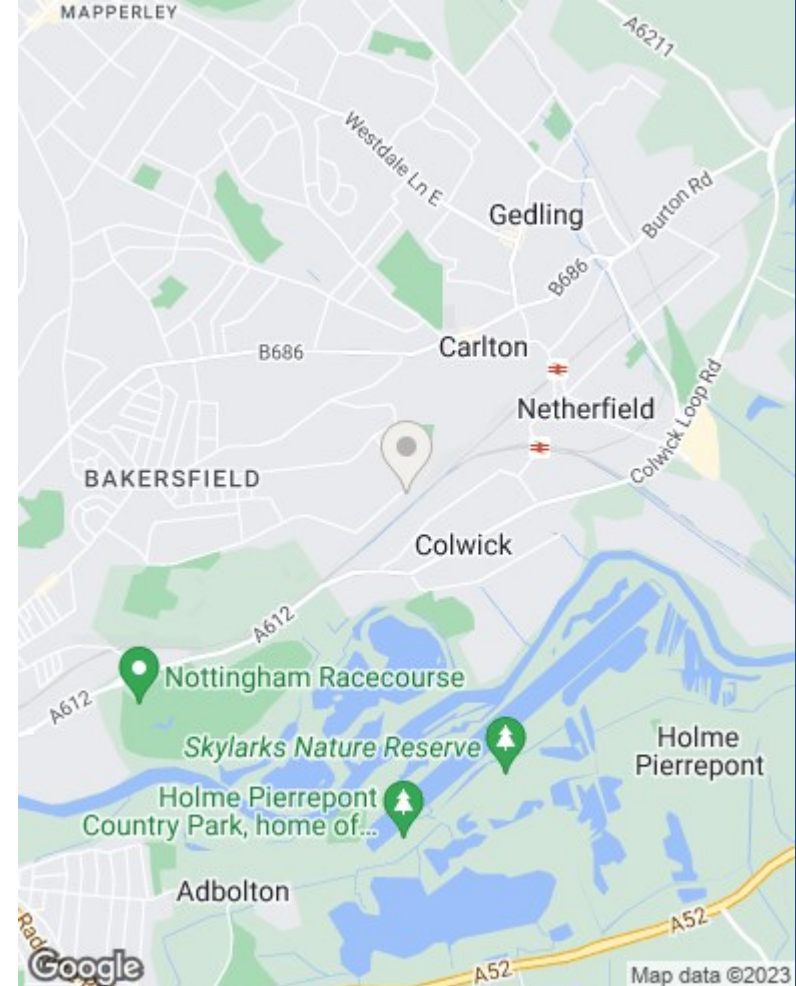 MAPPERLEY
A6211
Westdale Ln E
Gedling
Burton Rd
B686
B686
Carlton
Netherfield
Colwick Loop Rd
BAKERSFIELD
Colwick
A612
Nottingham Racecourse
A612
Skylarks Nature Reserve
Holme
Pierrepont
Holme Pierrepont
Country Park, home of...
Adbolton
A52
A52
Google
Map data ©2023